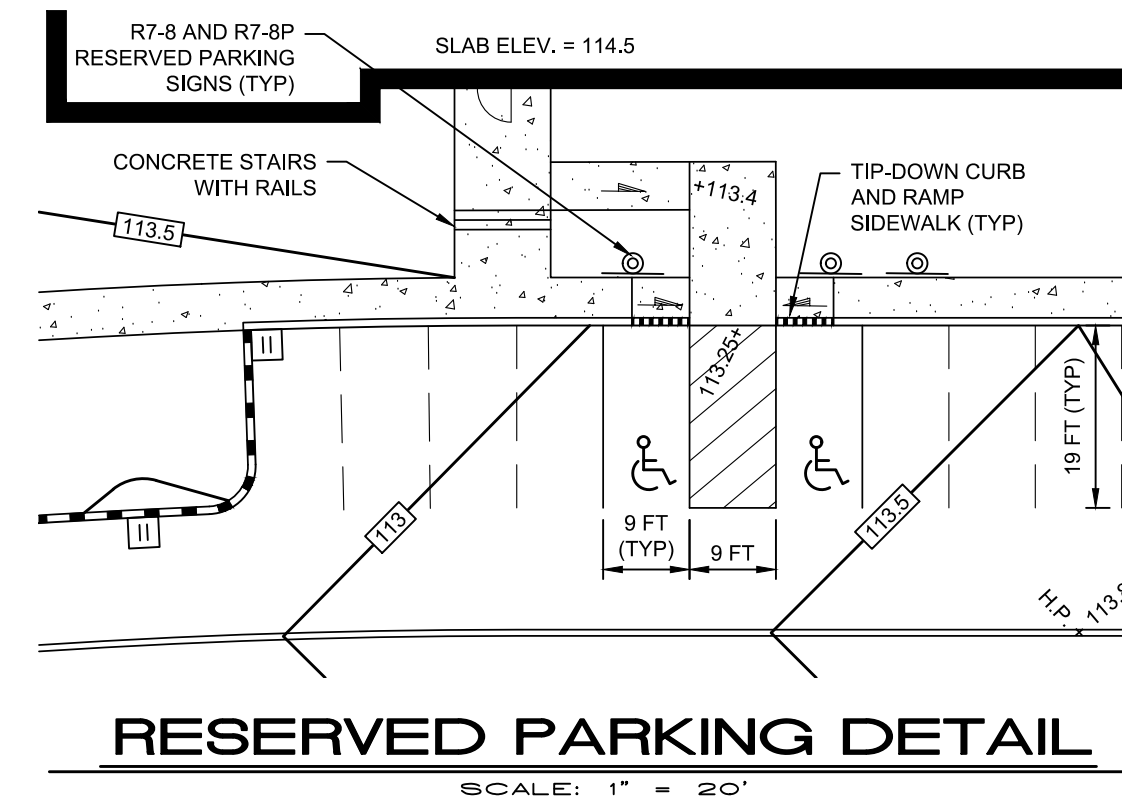 R7-8 AND R7-8P
RESERVED PARKING
SIGNS (TYP)
SLAB ELEV. = 114.5
CONCRETE STAIRS
WITH RAILS
TIP-DOWN CURB
AND RAMP
SIDEWALK (TYP)
+113.4
113.5
113.25+
19 FT (TYP)
113
113.5
9 FT
(TYP)
9 FT
H.P.
RESERVED PARKING DETAIL
SCALE: 1" = 20'